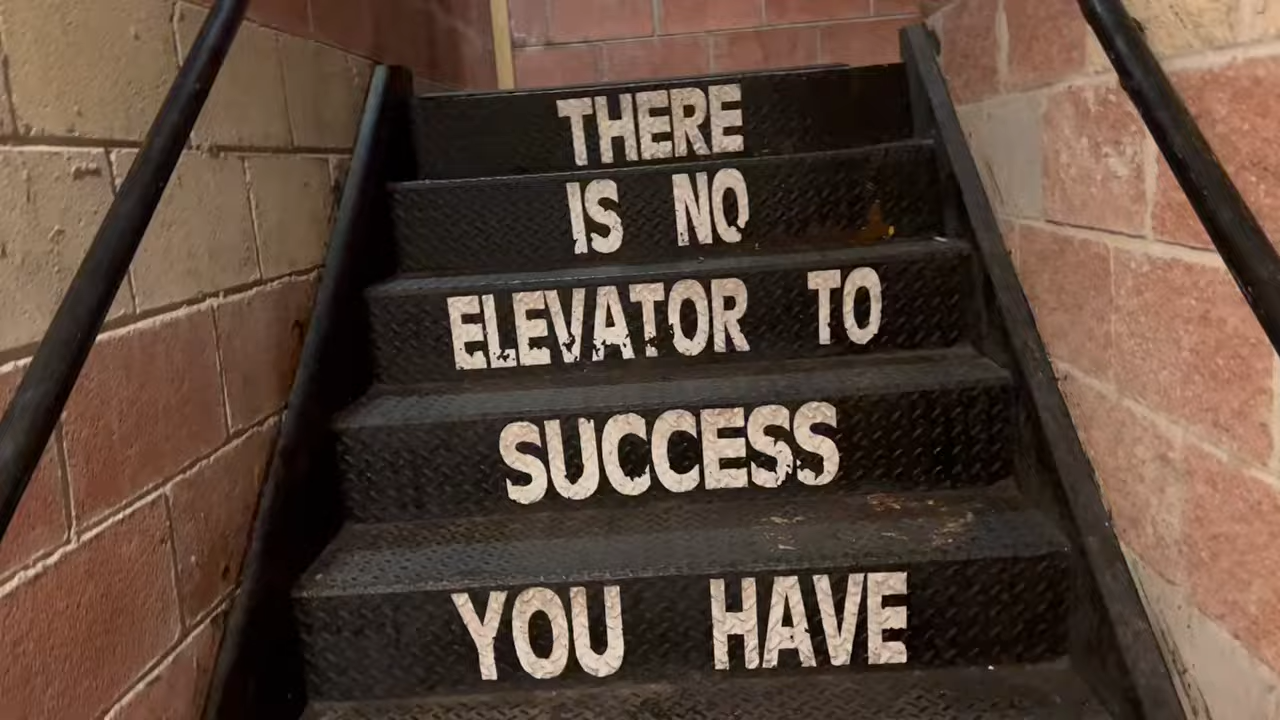 THERE
IS NO
ELEVATOR TO
SUCCESS
YOU HAVE